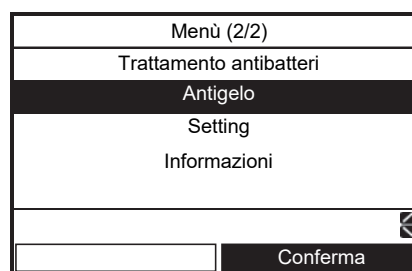 Menù (2/2)
Trattamento antibatteri
Antigelo
Setting
Informazioni
Conferma